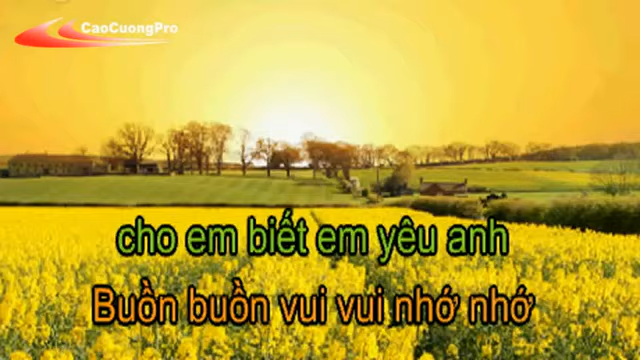 CaoCuongPro
cho em biết em yêu anh
Buồn buồn vui vui nhớ nhớ